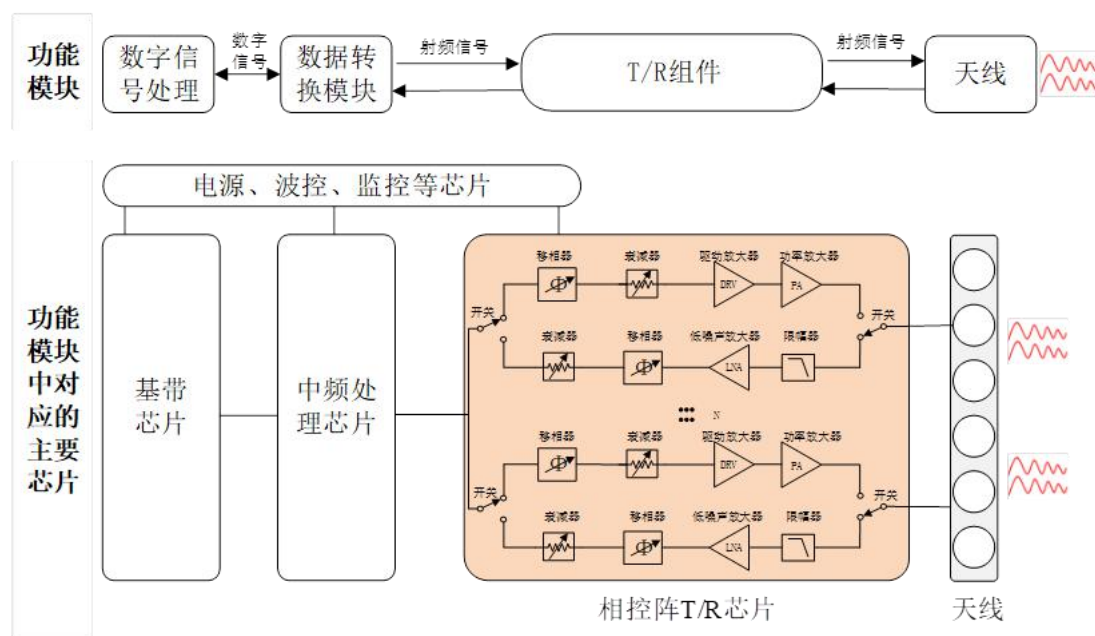 功能
模块
数字信
号处理
数字
信号
数据转
换模块
射频信号
T/R组件
射频信号
天线
功能
模块
中对
应的
主要
芯片
电源、波控、监控等芯片
基带
芯片
中频处
理芯片
移相器
衰减器
驱动放大器
功率放大器
Φ
DRV
PA
开关
开关
衰减器
移相器
低噪声放大器
限幅器
Φ
LNA
N
移相器
衰减器
驱动放大器
功率放大器
Φ
DRV
PA
开关
开关
衰减器
移相器
低噪声放大器
限幅器
Φ
LNA
相控阵T/R芯片
天线